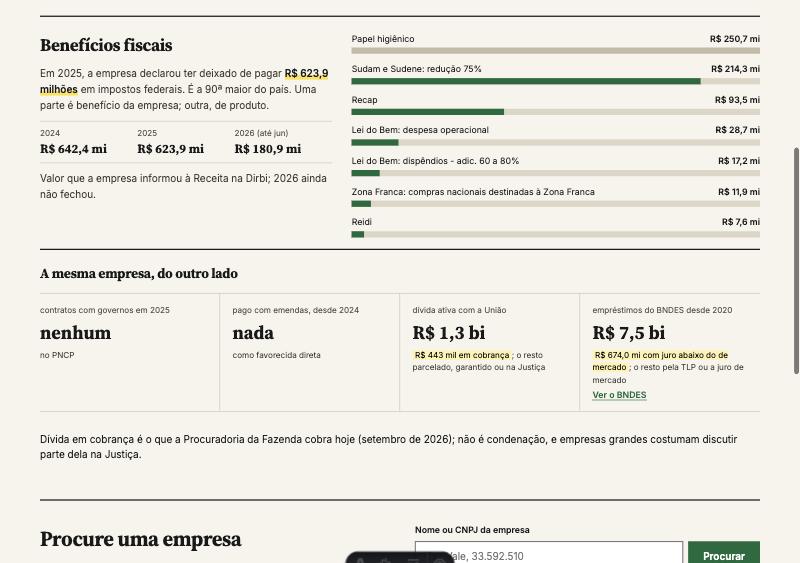 Benefícios fiscais
Em 2025, a empresa declarou ter deixado de pagar R$ 623,9
milhões em impostos federais. É a 90ª maior do país. Uma
parte é benefício da empresa; outra, de produto.
2024
R$ 642,4 mi
2025
R$ 623,9 mi
2026 (até jun)
R$ 180,9 mi
Valor que a empresa informou à Receita na Dirbi; 2026 ainda
não fechou.
Papel higiênico R$ 250,7 mi
Sudam e Sudene: redução 75% R$ 214,3 mi
Recap R$ 93,5 mi
Lei do Bem: despesa operacional R$ 28,7 mi
Lei do Bem: dispêndios - adic. 60 a 80% R$ 17,2 mi
Zona Franca: compras nacionais destinadas à Zona Franca R$ 11,9 mi
Reidi R$ 7,6 mi
A mesma empresa, do outro lado
contratos com governos em 2025
nenhum
no PNCP
pago com emendas, desde 2024
nada
como favorecida direta
dívida ativa com a União
R$ 1,3 bi
R$ 443 mil em cobrança ; o resto
parcelado, garantido ou na Justiça
empréstimos do BNDES desde 2020
R$ 7,5 bi
R$ 674,0 mi com juro abaixo do de
mercado ; o resto pela TLP ou a juro de
mercado
Ver o BNDES
Dívida em cobrança é o que a Procuradoria da Fazenda cobra hoje (setembro de 2026); não é condenação, e empresas grandes costumam discutir
parte dela na Justiça.
Procure uma empresa
Nome ou CNPJ da empresa
33.592.510
Procurar